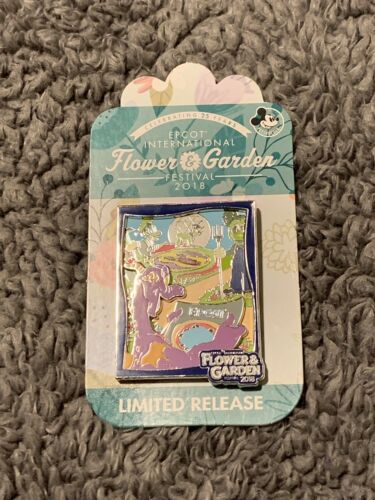 CELEBRATING 25 YEARS
EPCOT
INTERNATIONAL
Flower & Garden
FESTIVAL
2018
EPCOT
FLOWER &
GARDEN
2018
LIMITED RELEASE